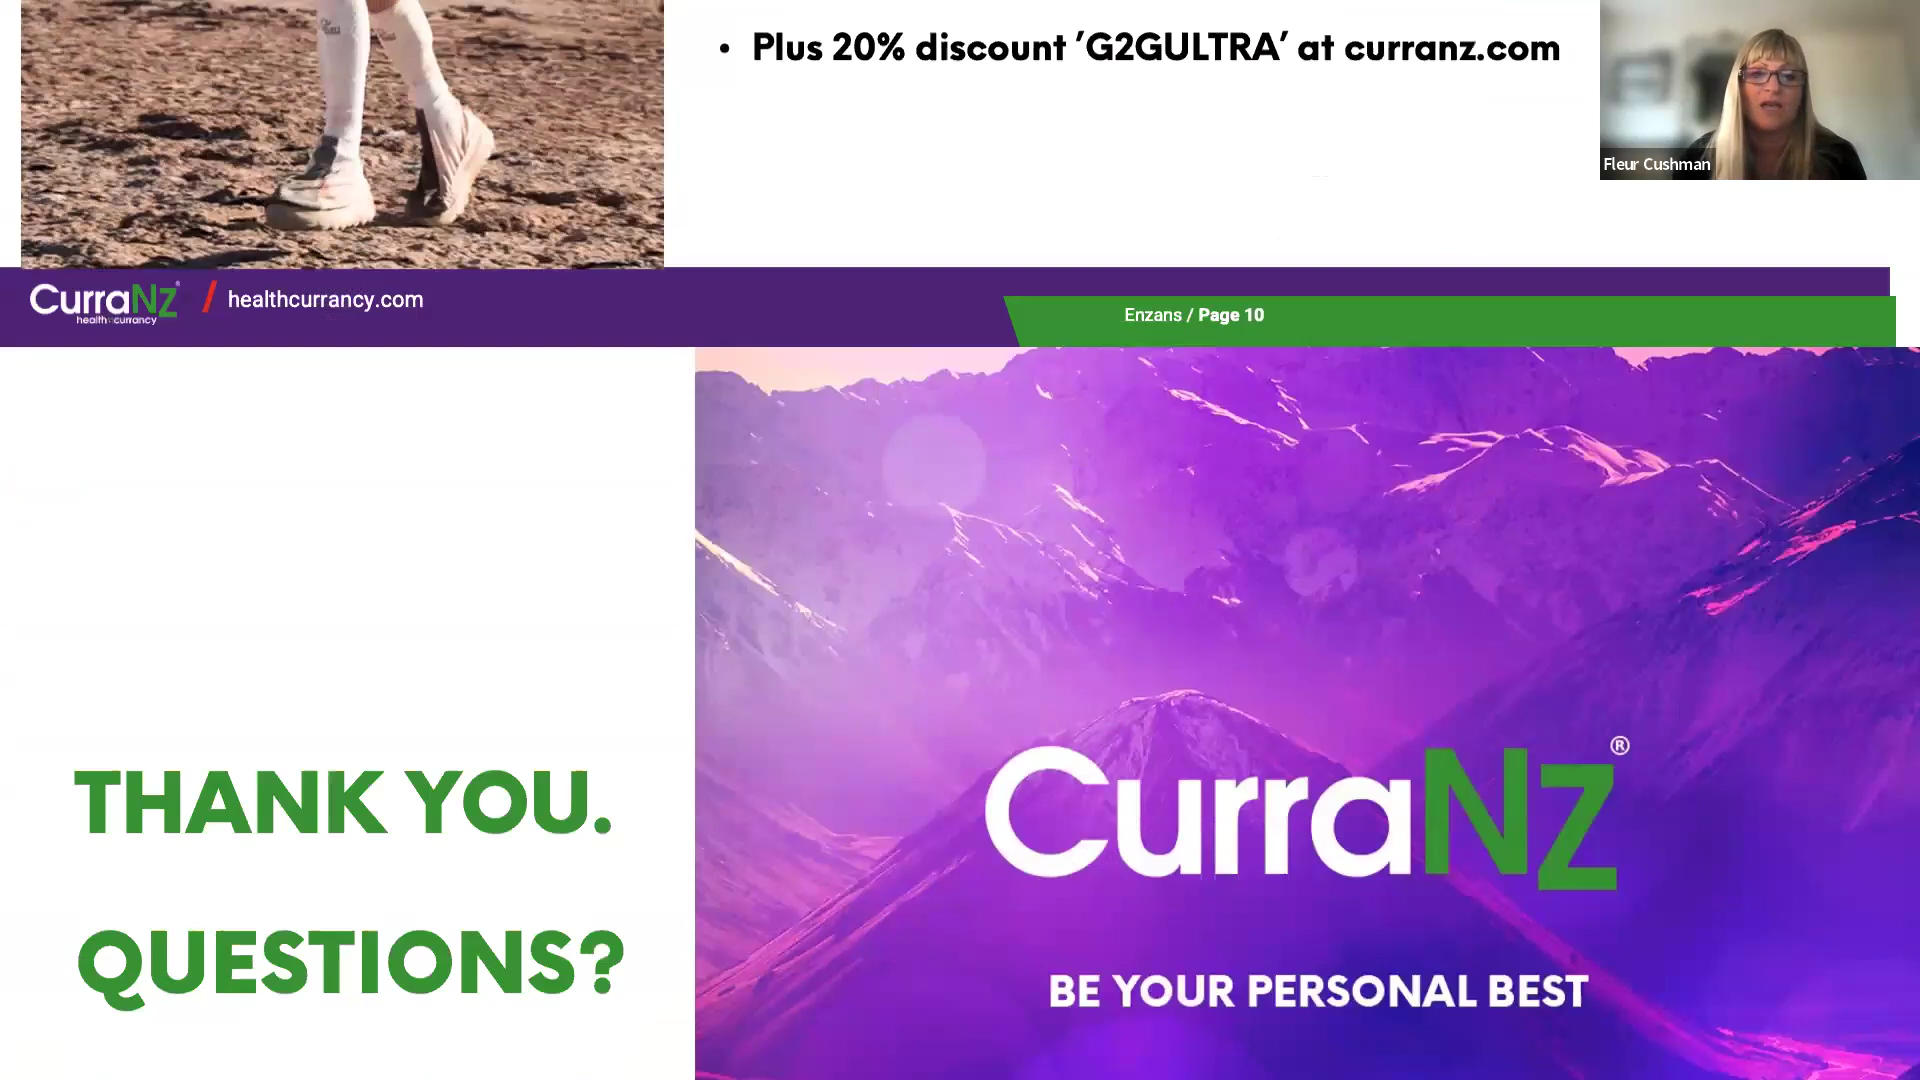 • Plus 20% discount ’G2GULTRA’ at curranz.com
Fleur Cushman
CurraNZ®
health is currancy
/ healthcurrancy.com
Enzans / Page 10
THANK YOU.
QUESTIONS?
CurraNZ®
BE YOUR PERSONAL BEST